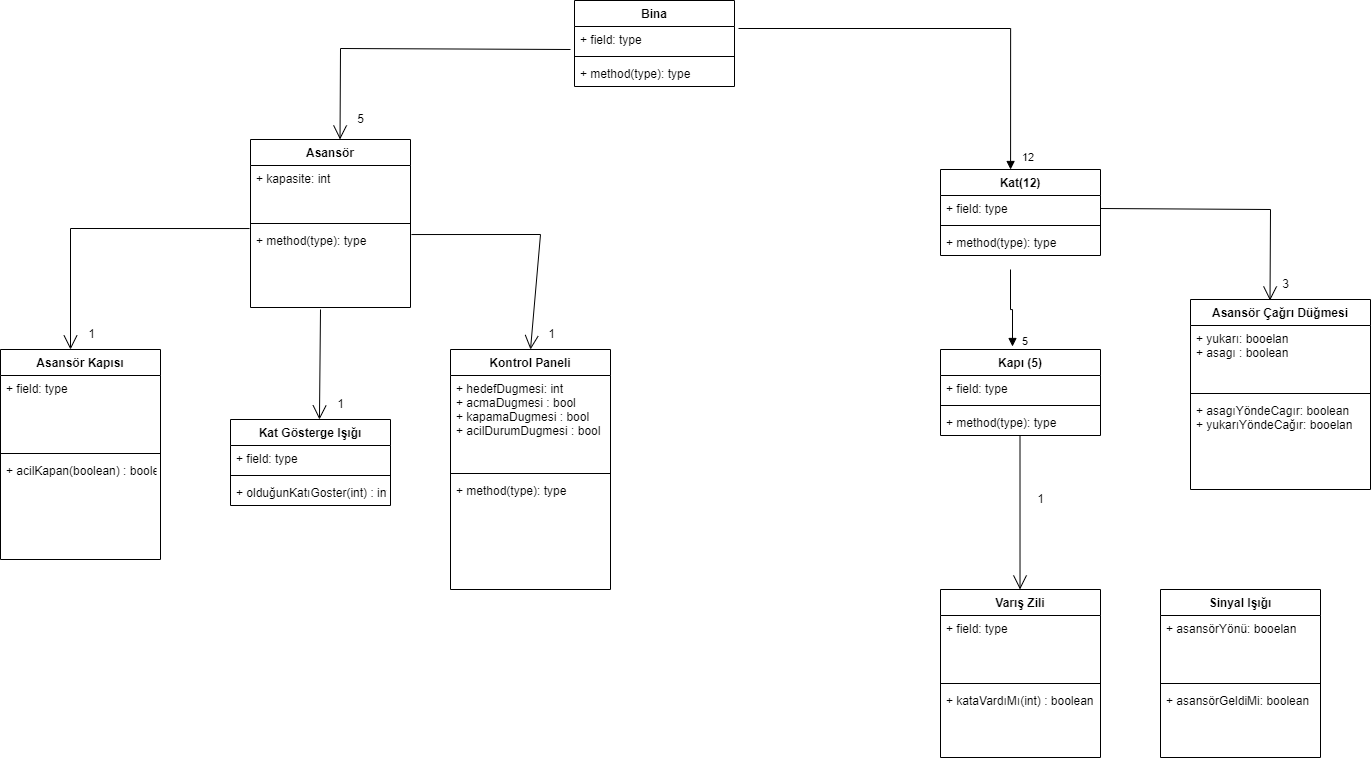 Bina
+ field: type
+ method(type): type
5
Asansör
+ kapasite: int
+ method(type): type
12
Kat(12)
+ field: type
+ method(type): type
1
Asansör Kapısı
+ field: type
+ acilKapan(boolean) : boole
1
Kat Gösterge Işığı
+ field: type
+ olduğunKatıGoster(int) : in
1
Kontrol Paneli
+ hedefDugmesi: int
+ acmaDugmesi : bool
+ kapamaDugmesi : bool
+ acilDurumDugmesi : bool
+ method(type): type
5
Kapı (5)
+ field: type
+ method(type): type
3
Asansör Çağrı Düğmesi
+ yukarı: booelan
+ asagı : boolean
+ asagıYöndeCagır: boolean
+ yukarıYöndeCağır: booelan
1
Varış Zili
+ field: type
+ kataVardıMı(int) : boolean
Sinyal Işığı
+ asansörYönü: booelan
+ asansörGeldiMi: boolean